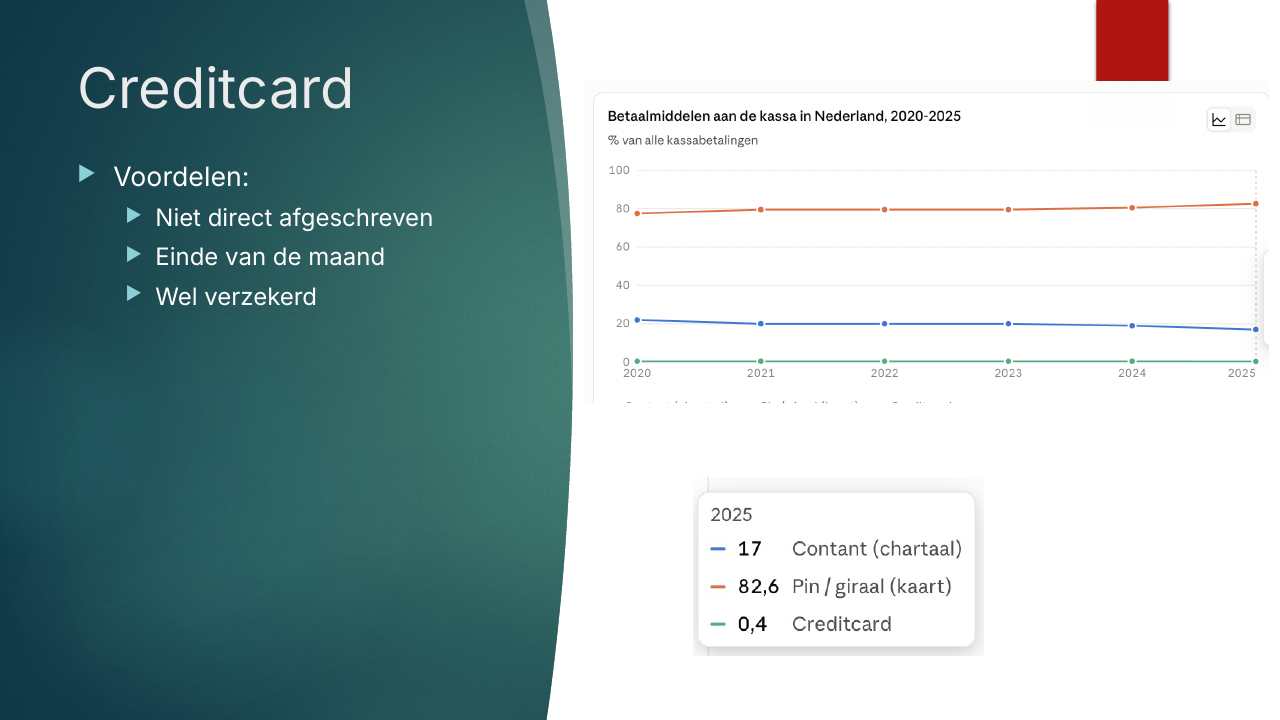 Creditcard
Voordelen:
Niet direct afgeschreven
Einde van de maand
Wel verzekerd
Betaalmiddelen aan de kassa in Nederland, 2020-2025
% van alle kassabetalingen
100
80
60
40
20
0
2020 2021 2022 2023 2024 2025
2025
17 Contant (chartaal)
82,6 Pin / giraal (kaart)
0,4 Creditcard